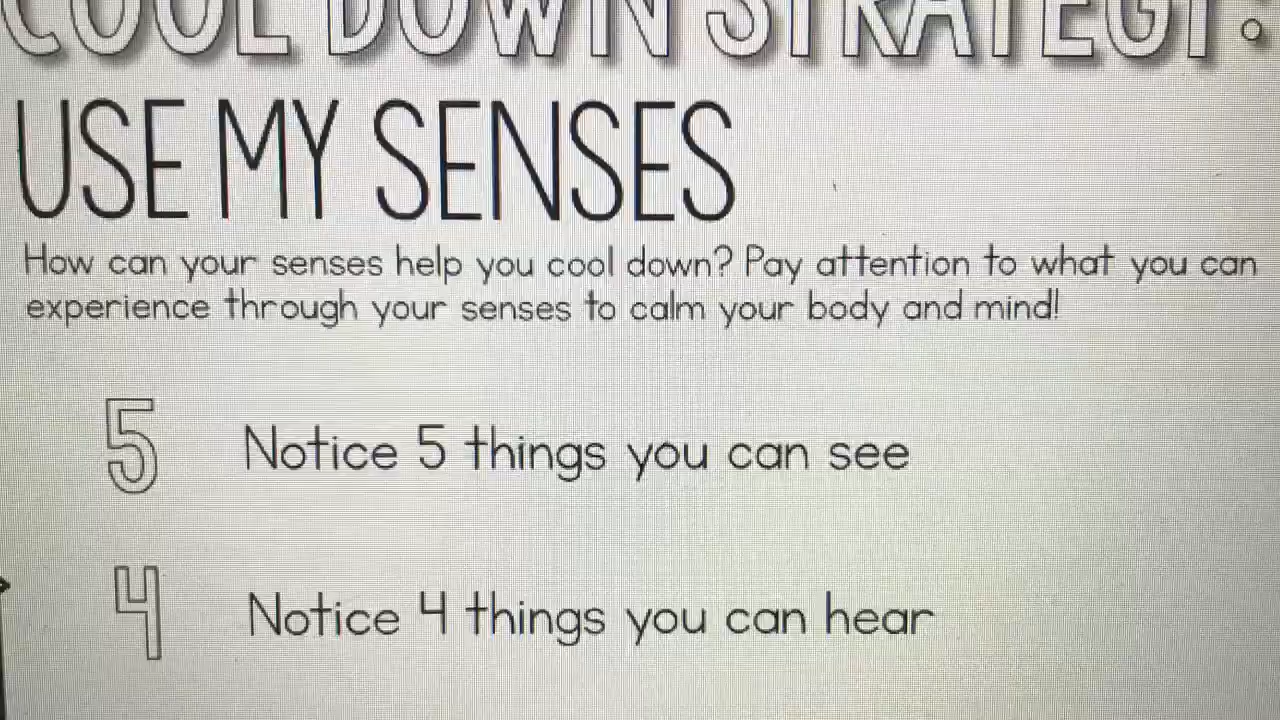 COOL DOWN STRATEGY:
USE MY SENSES
How can your senses help you cool down? Pay attention to what you can
experience through your senses to calm your body and mind!
5 Notice 5 things you can see
4 Notice 4 things you can hear